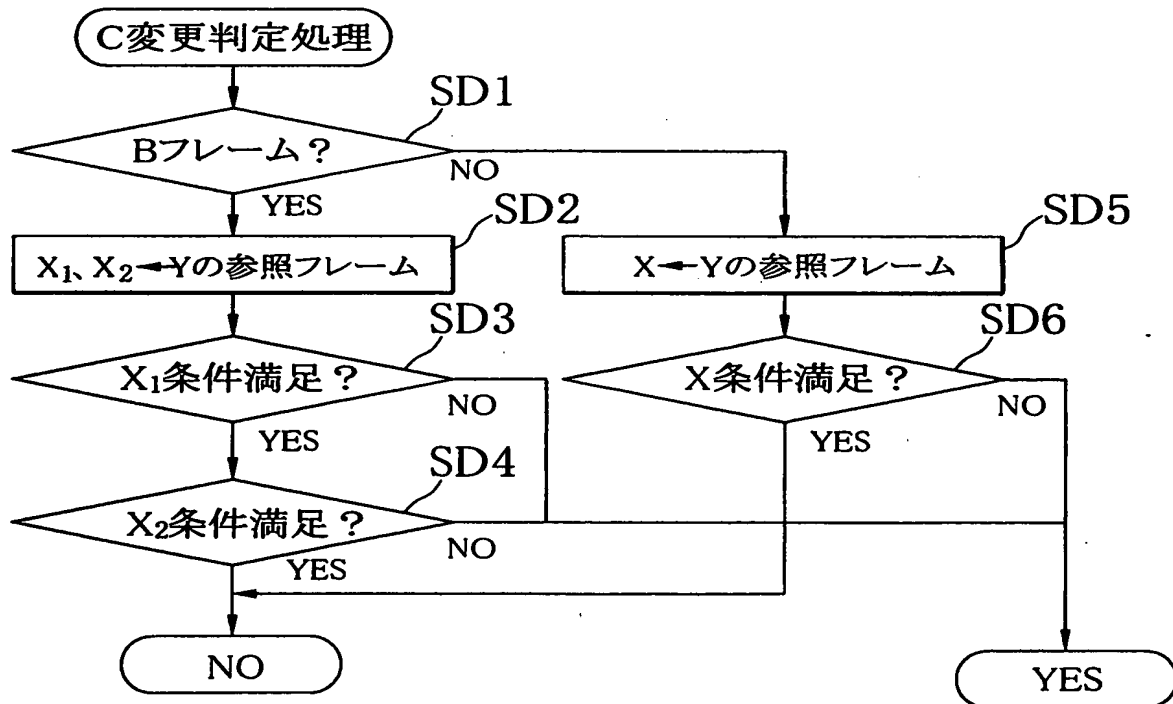 C変更判定処理
SD1
Bフレーム？
NO
YES
SD2
X₁、X₂←Yの参照フレーム
SD5
X←Yの参照フレーム
SD3
X₁条件満足？
NO
YES
SD6
X条件満足？
NO
YES
SD4
X₂条件満足？
NO
YES
NO
YES